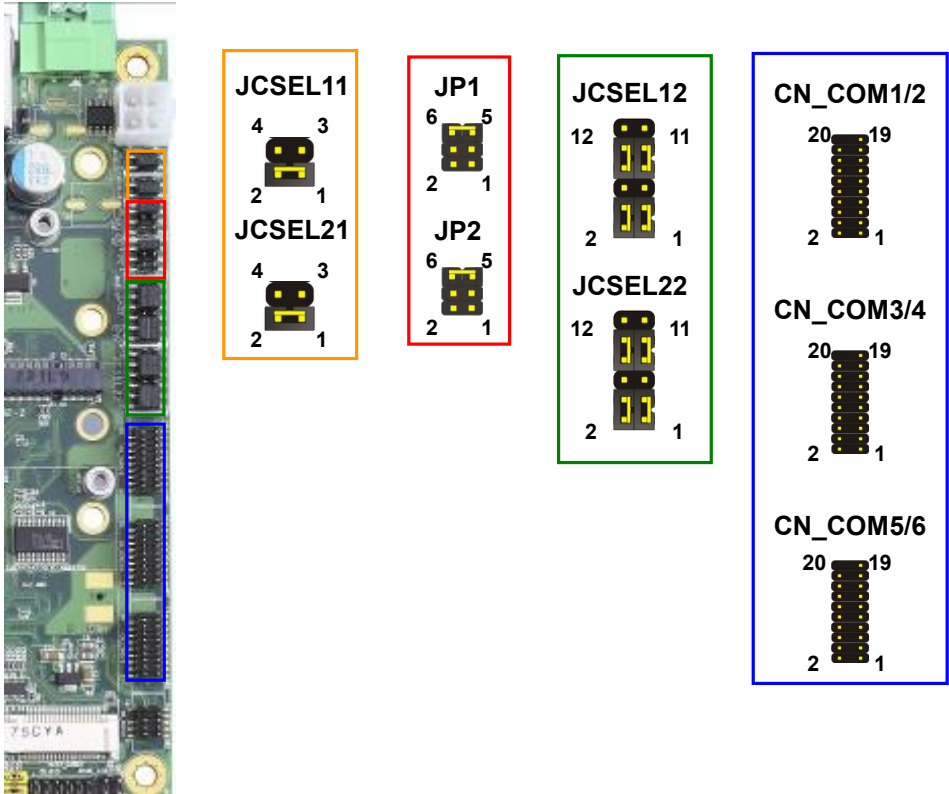 JCSEL11
4 3
2 1
JCSEL21
4 3
2 1
JP1
6 5
2 1
JP2
6 5
2 1
JCSEL12
12 11
2 1
JCSEL22
12 11
2 1
CN_COM1/2
20 19
2 1
CN_COM3/4
20 19
2 1
CN_COM5/6
20 19
2 1
75CYA